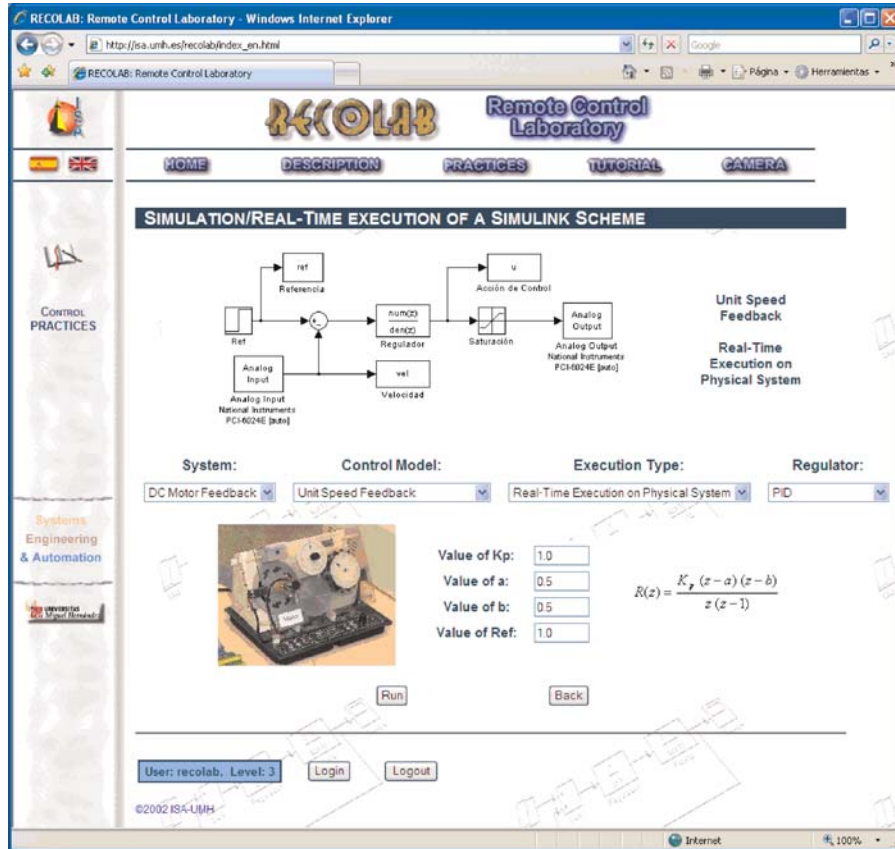 RECOLAB: Remote Control Laboratory - Windows Internet Explorer
http://isa.umh.es/recolab/index_en.html
Google
RECOLAB: Remote Control Laboratory
Página
Herramientas
ISA
RECOLAB
Remote Control
Laboratory
HOME
DESCRIPTION
PRACTICES
TUTORIAL
CAMERA
SIMULATION/REAL-TIME EXECUTION OF A SIMULINK SCHEME
CONTROL
PRACTICES
ref
Referencia
u
Acción de Control
Ref
num(z)
den(z)
Regulador
Saturación
Analog
Output
Analog Output
National Instruments
PCI-6024E [auto]
Analog
Input
Analog Input
National Instruments
PCI-6024E [auto]
vel
Velocidad
Unit Speed
Feedback
Real-Time
Execution on
Physical System
System:
Control Model:
Execution Type:
Regulator:
DC Motor Feedback
Unit Speed Feedback
Real-Time Execution on Physical System
PID
Systems
Engineering
& Automation
UNIVERSITAS
Miguel Hernández
Value of Kp: 1.0
Value of a: 0.5
Value of b: 0.5
Value of Ref: 1.0
R(z) = K_p (z − a) (z − b) / z (z − 1)
Run
Back
User: recolab, Level: 3
Login
Logout
©2002 ISA-UMH
Internet
100%